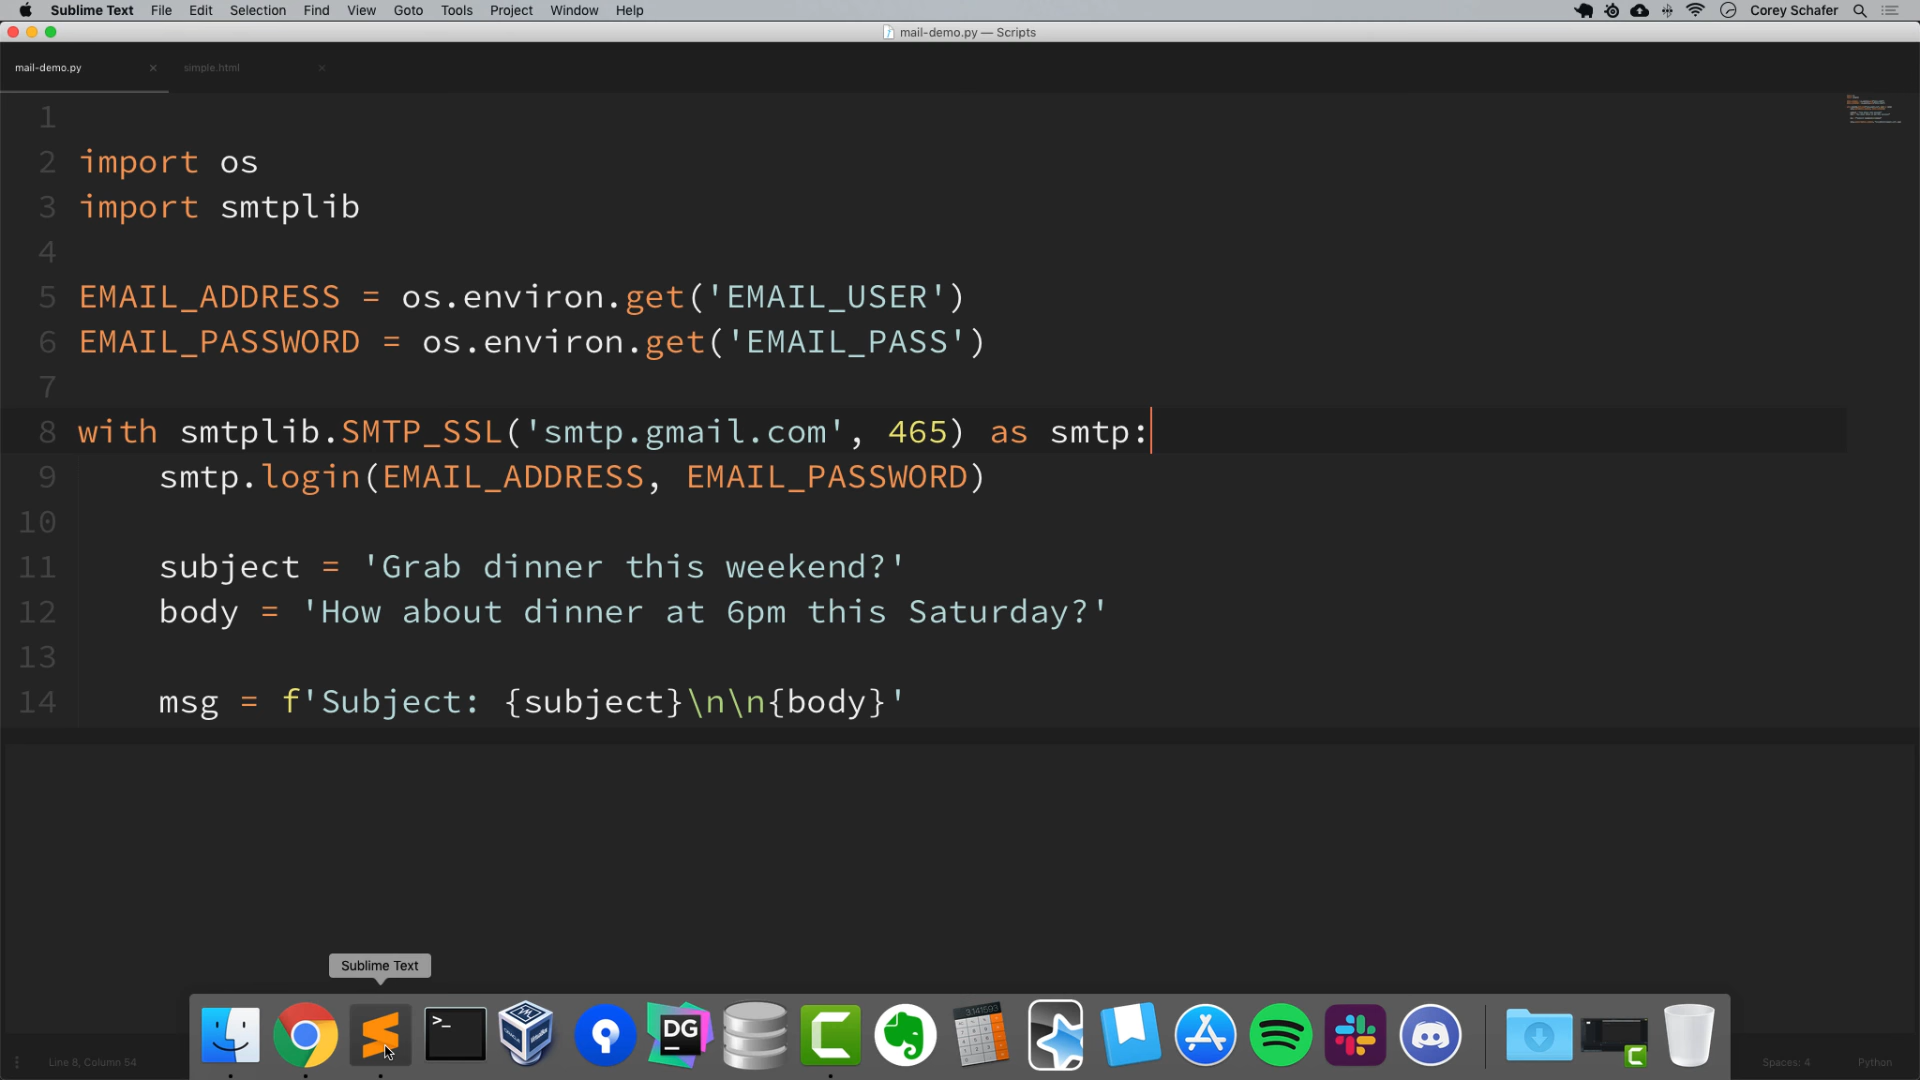 Sublime Text File Edit Selection Find View Goto Tools Project Window Help Corey Schafer
mail-demo.py — Scripts
mail-demo.py × simple.html ×
1
2 import os
3 import smtplib
4
5 EMAIL_ADDRESS = os.environ.get('EMAIL_USER')
6 EMAIL_PASSWORD = os.environ.get('EMAIL_PASS')
7
8 with smtplib.SMTP_SSL('smtp.gmail.com', 465) as smtp:
9 smtp.login(EMAIL_ADDRESS, EMAIL_PASSWORD)
10
11 subject = 'Grab dinner this weekend?'
12 body = 'How about dinner at 6pm this Saturday?'
13
14 msg = f'Subject: {subject}\n\n{body}'
Sublime Text
>_
DG
Line 8, Column 54 Spaces: 4 Python